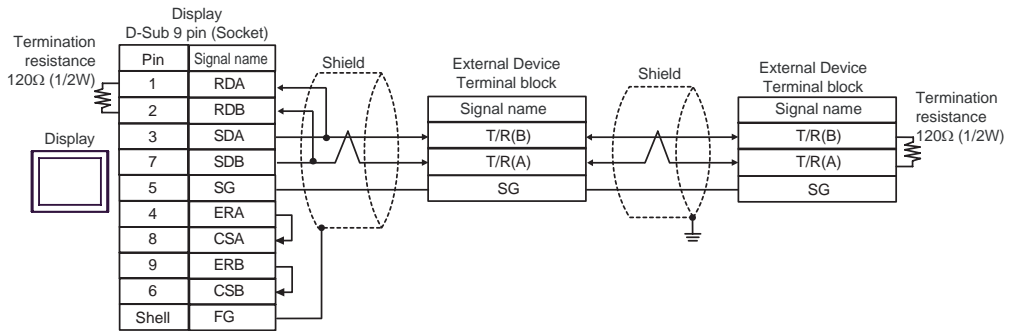 Display
D-Sub 9 pin (Socket)
Termination
resistance
120Ω (1/2W)
Pin Signal name
1 RDA
2 RDB
3 SDA
7 SDB
5 SG
4 ERA
8 CSA
9 ERB
6 CSB
Shell FG
Display
Shield
External Device
Terminal block
Signal name
T/R(B)
T/R(A)
SG
Shield
External Device
Terminal block
Signal name
T/R(B)
T/R(A)
SG
Termination
resistance
120Ω (1/2W)